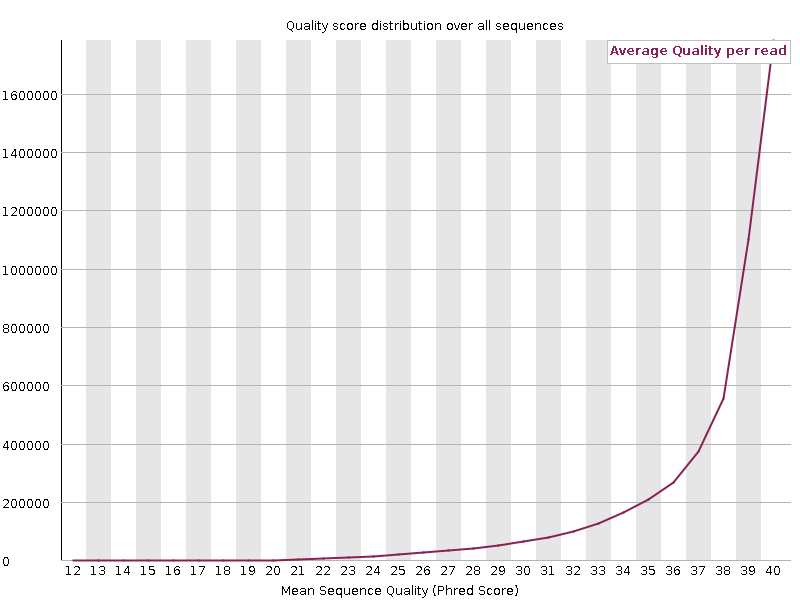 Quality score distribution over all sequences
Average Quality per read
1600000
1400000
1200000
1000000
800000
600000
400000
200000
0
12 13 14 15 16 17 18 19 20 21 22 23 24 25 26 27 28 29 30 31 32 33 34 35 36 37 38 39 40
Mean Sequence Quality (Phred Score)